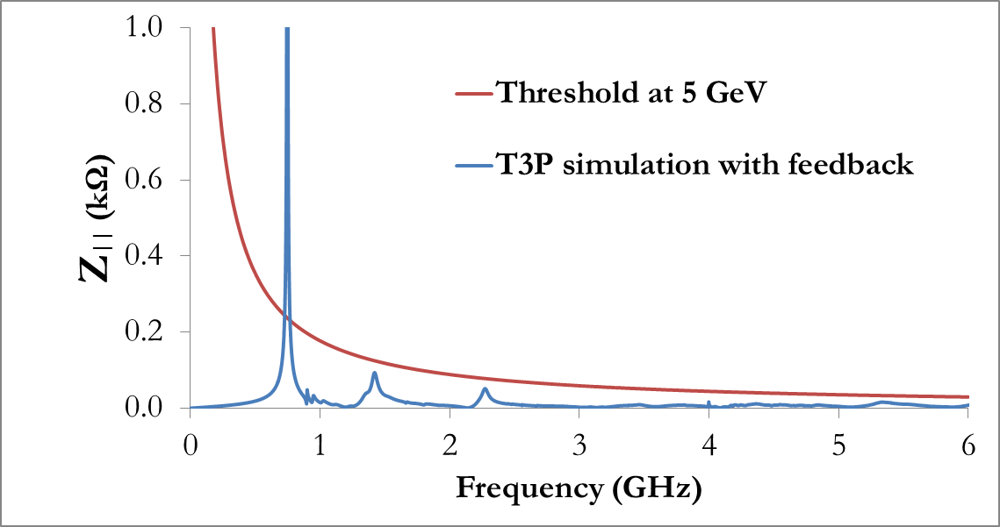 1.0
0.8
0.6
0.4
0.2
0.0
Z|| (kΩ)
Threshold at 5 GeV
T3P simulation with feedback
0 1 2 3 4 5 6
Frequency (GHz)